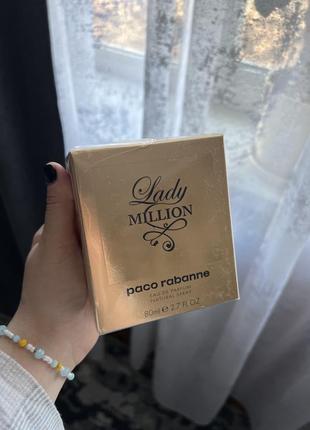 Lady
MILLION
paco rabanne
EAU DE PARFUM
NATURAL SPRAY
80ml ℮ 2.7 FL.OZ